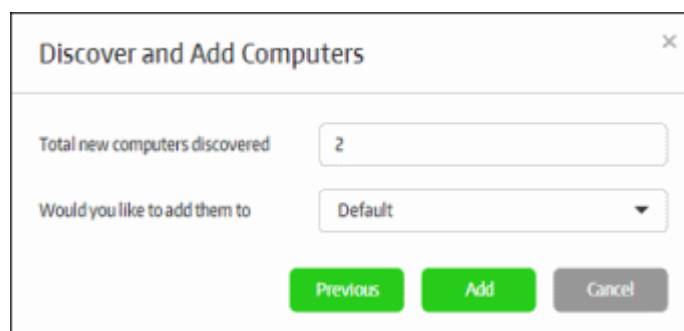 Discover and Add Computers ×
Total new computers discovered 2
Would you like to add them to Default
Previous Add Cancel